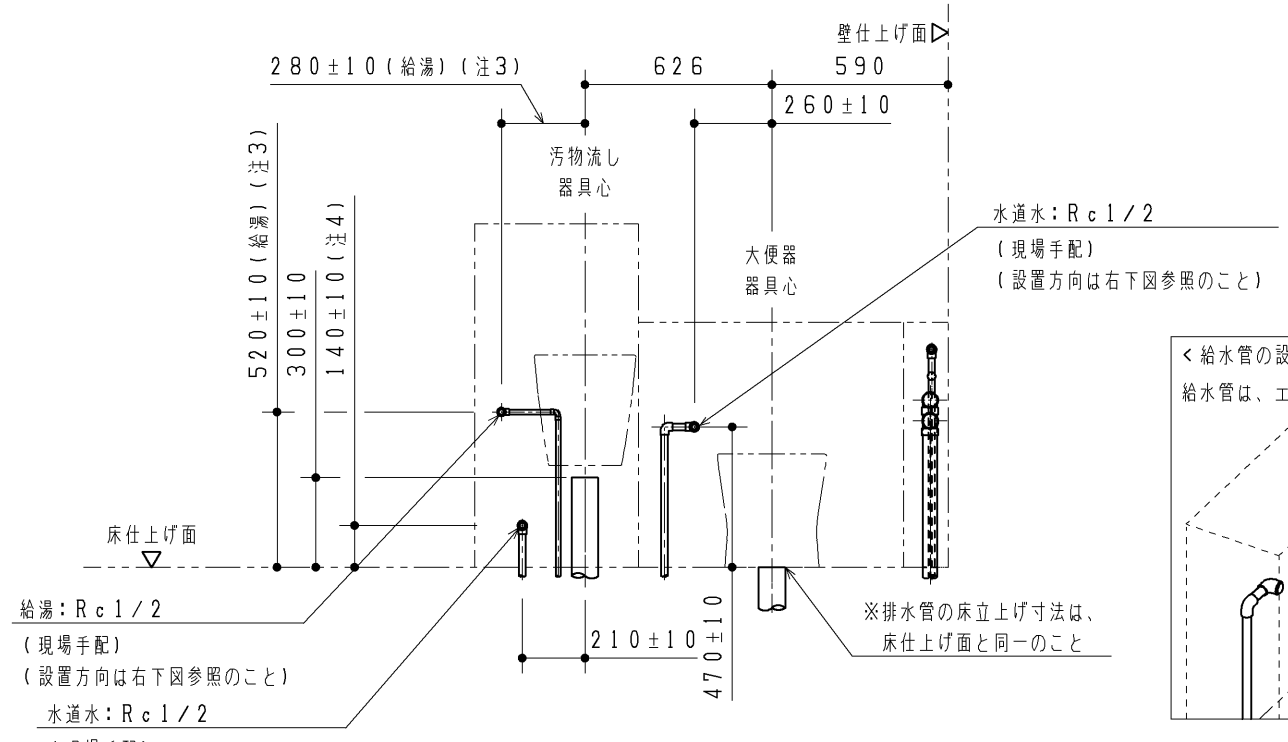 壁仕上げ面
280±10(給湯)(注3)
626
590
260±10
汚物流し
器具心
520±10(給湯)(注3)
300±10
140±10(注4)
大便器
器具心
水道水:Rc1/2
(現場手配)
(設置方向は右下図参照のこと)
<給水管の設
給水管は、エ
床仕上げ面
給湯:Rc1/2
(現場手配)
(設置方向は右下図参照のこと)
210±10
470±10
※排水管の床立上げ寸法は、
床仕上げ面と同一のこと
水道水:Rc1/2